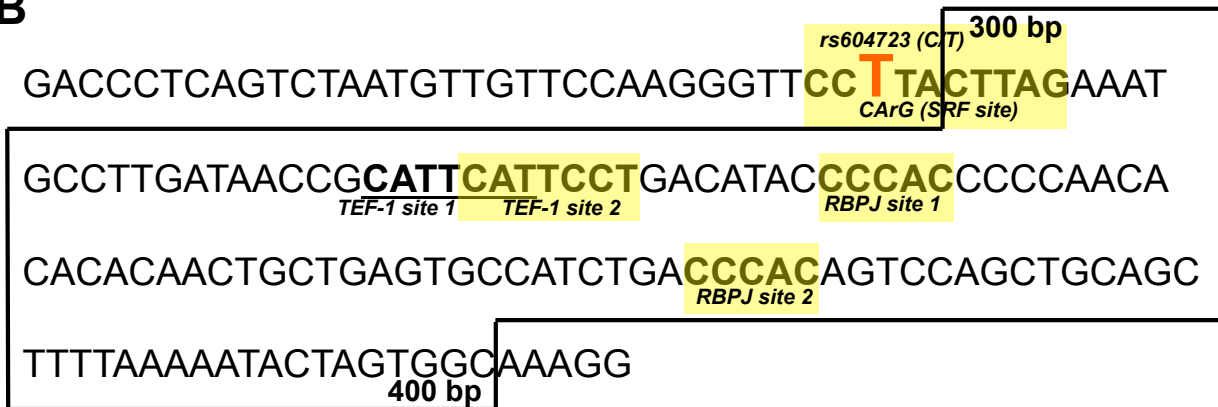 B
300 bp
rs604723 (C/T)
GACCCTCAGTCTAATGTTGTTCCAAGGGTTCCTTACTTAGAAAT
CArG (SRF site)
GCCTTGATAACCGCATTCATTCCTGACATACCCCACCCCCAACA
TEF-1 site 1 TEF-1 site 2 RBPJ site 1
CACACAACTGCTGAGTGCCATCTGACCCACAGTCCAGCTGCAGC
RBPJ site 2
TTTTAAAAATACTAGTGGCAAAGG
400 bp